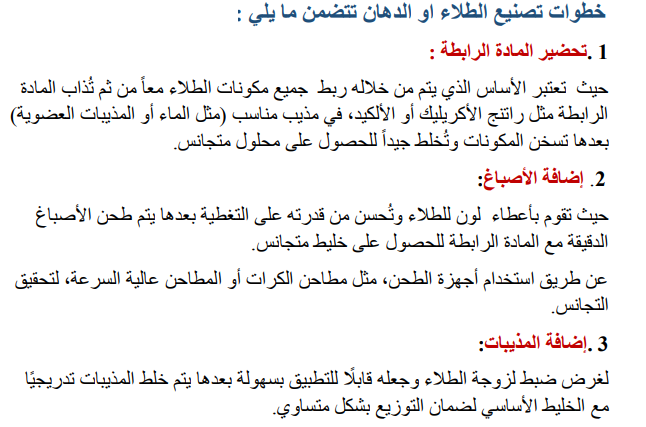 خطوات تصنيع الطلاء او الدهان تتضمن ما يلي :
1 .تحضير المادة الرابطة :
حيث تعتبر الأساس الذي يتم من خلاله ربط جميع مكونات الطلاء معاً من ثم تُذاب المادة
الرابطة مثل راتنج الأكريليك أو الألكيد، في مذيب مناسب (مثل الماء أو المذيبات العضوية)
بعدها تسخن المكونات وتُخلط جيداً للحصول على محلول متجانس.
2. إضافة الأصباغ:
حيث تقوم بأعطاء لون للطلاء وتُحسن من قدرته على التغطية بعدها يتم طحن الأصباغ
الدقيقة مع المادة الرابطة للحصول على خليط متجانس.
عن طريق استخدام أجهزة الطحن، مثل مطاحن الكرات أو المطاحن عالية السرعة، لتحقيق
التجانس.
3 .إضافة المذيبات:
لغرض ضبط لزوجة الطلاء وجعله قابلًا للتطبيق بسهولة بعدها يتم خلط المذيبات تدريجيًا
مع الخليط الأساسي لضمان التوزيع بشكل متساوي.